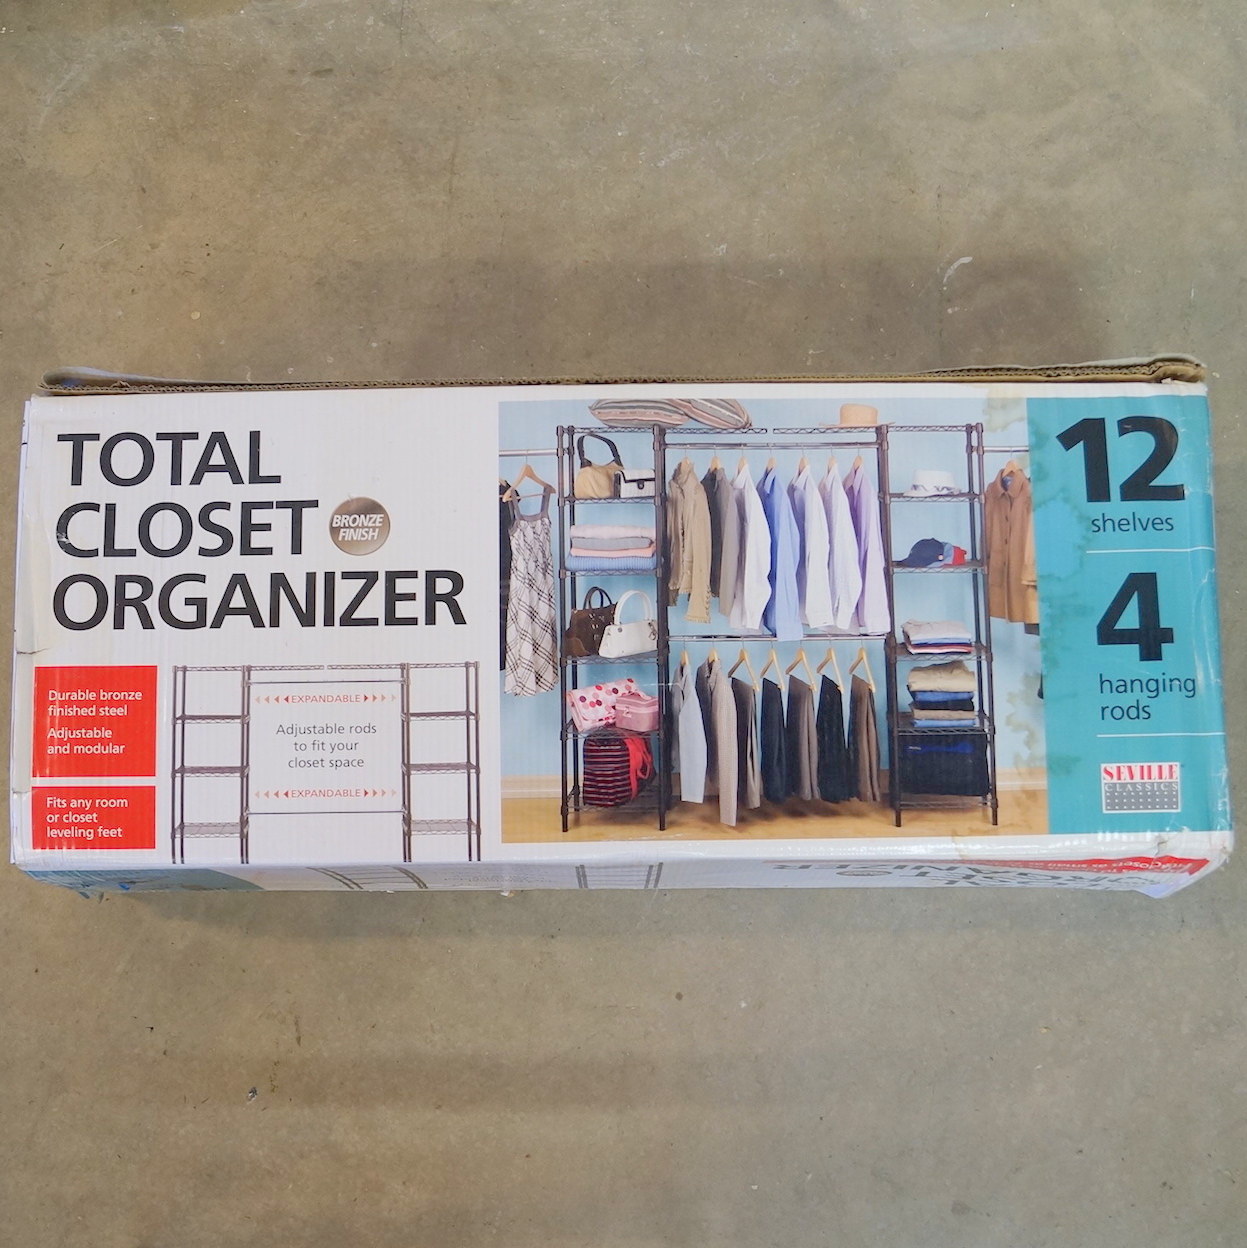 TOTAL
CLOSET
ORGANIZER
BRONZE
FINISH
Durable bronze
finished steel
Adjustable
and modular
Fits any room
or closet
leveling feet
EXPANDABLE
Adjustable rods
to fit your
closet space
EXPANDABLE
12
shelves
4
hanging
rods
SEVILLE
CLASSICS